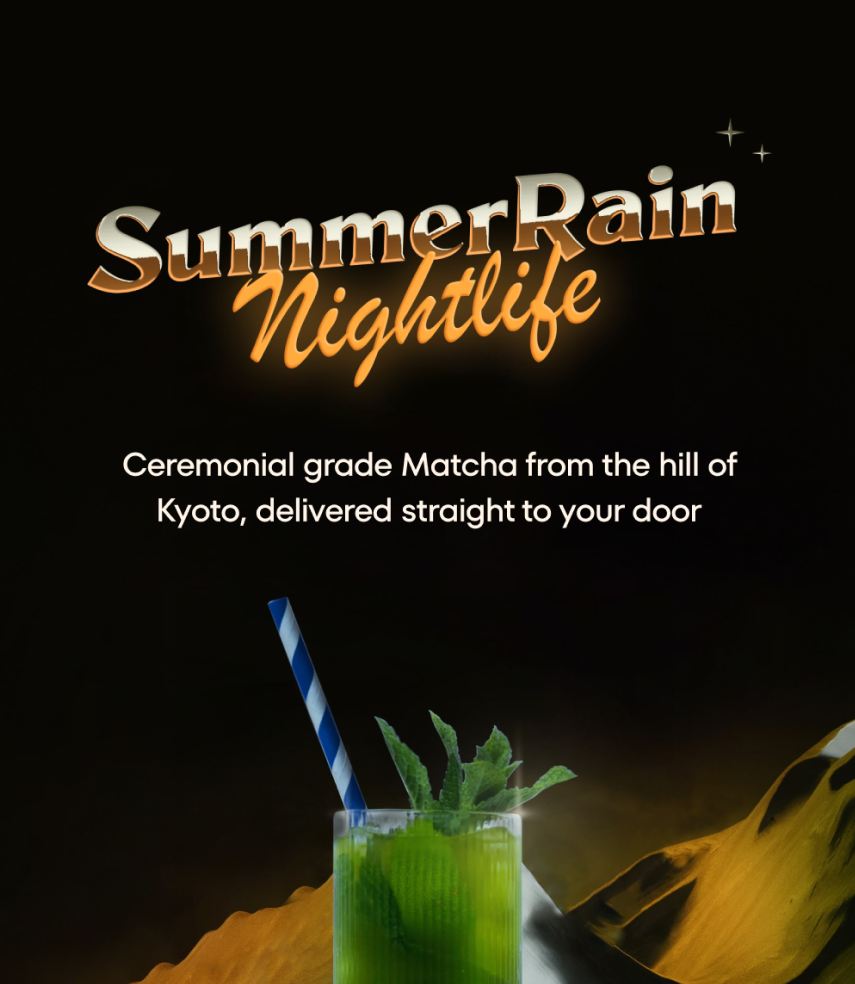 SummerRain
Nightlife
Ceremonial grade Matcha from the hill of
Kyoto, delivered straight to your door